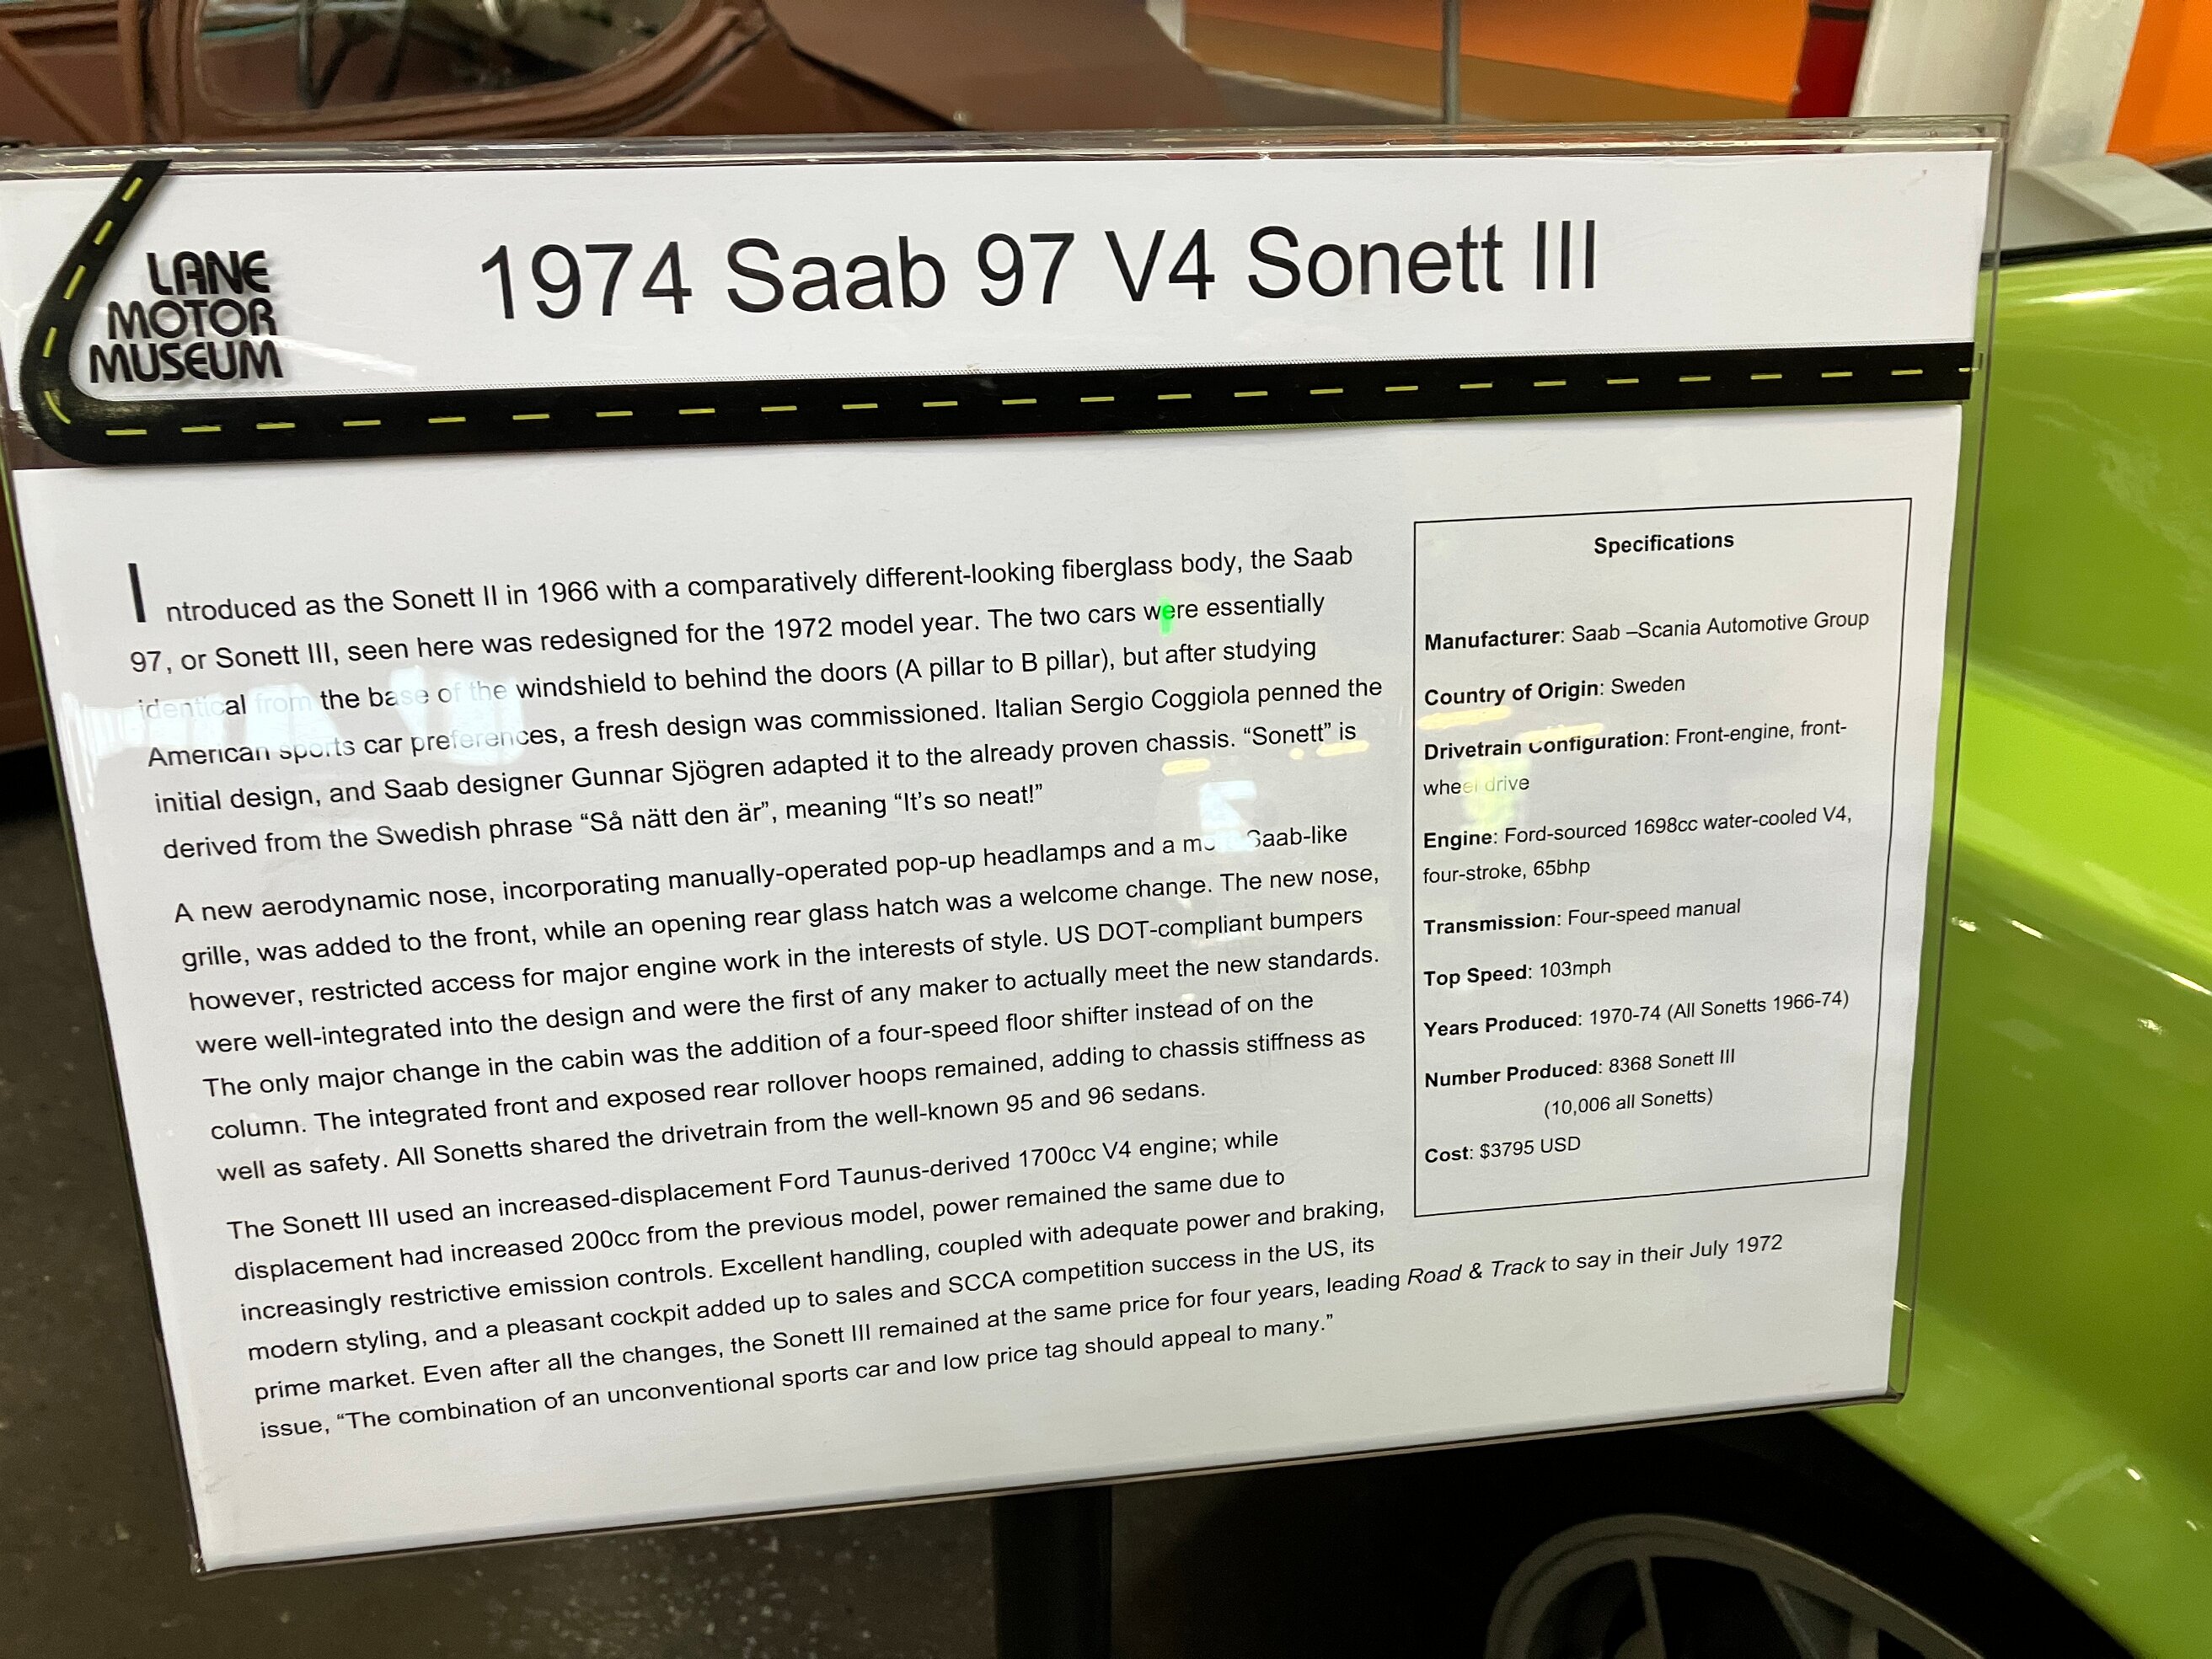 LANE
MOTOR
MUSEUM
1974 Saab 97 V4 Sonett III
Introduced as the Sonett II in 1966 with a comparatively different-looking fiberglass body, the Saab
97, or Sonett III, seen here was redesigned for the 1972 model year. The two cars were essentially
identical from the base of the windshield to behind the doors (A pillar to B pillar), but after studying
American sports car preferences, a fresh design was commissioned. Italian Sergio Coggiola penned the
initial design, and Saab designer Gunnar Sjögren adapted it to the already proven chassis. “Sonett” is
derived from the Swedish phrase “Så nätt den är”, meaning “It’s so neat!”
A new aerodynamic nose, incorporating manually-operated pop-up headlamps and a more Saab-like
grille, was added to the front, while an opening rear glass hatch was a welcome change. The new nose,
however, restricted access for major engine work in the interests of style. US DOT-compliant bumpers
were well-integrated into the design and were the first of any maker to actually meet the new standards.
The only major change in the cabin was the addition of a four-speed floor shifter instead of on the
column. The integrated front and exposed rear rollover hoops remained, adding to chassis stiffness as
well as safety. All Sonetts shared the drivetrain from the well-known 95 and 96 sedans.
The Sonett III used an increased-displacement Ford Taunus-derived 1700cc V4 engine; while
displacement had increased 200cc from the previous model, power remained the same due to
increasingly restrictive emission controls. Excellent handling, coupled with adequate power and braking,
modern styling, and a pleasant cockpit added up to sales and SCCA competition success in the US, its
prime market. Even after all the changes, the Sonett III remained at the same price for four years, leading Road & Track to say in their July 1972
issue, “The combination of an unconventional sports car and low price tag should appeal to many.”
Specifications
Manufacturer: Saab –Scania Automotive Group
Country of Origin: Sweden
Drivetrain Configuration: Front-engine, front-
wheel drive
Engine: Ford-sourced 1698cc water-cooled V4,
four-stroke, 65bhp
Transmission: Four-speed manual
Top Speed: 103mph
Years Produced: 1970-74 (All Sonetts 1966-74)
Number Produced: 8368 Sonett III
(10,006 all Sonetts)
Cost: $3795 USD